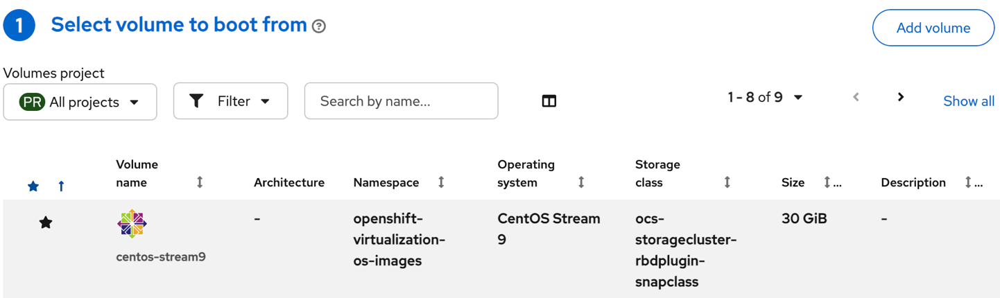 1 Select volume to boot from
Add volume
Volumes project
PR All projects
Filter
Search by name...
1 - 8 of 9
Show all
Volume name
Architecture
Namespace
Operating system
Storage class
Size
...
Description
...
centos-stream9
-
openshift-
virtualization-
os-images
CentOS Stream
9
ocs-
storagecluster-
rbdplugin-
snapclass
30 GiB
-